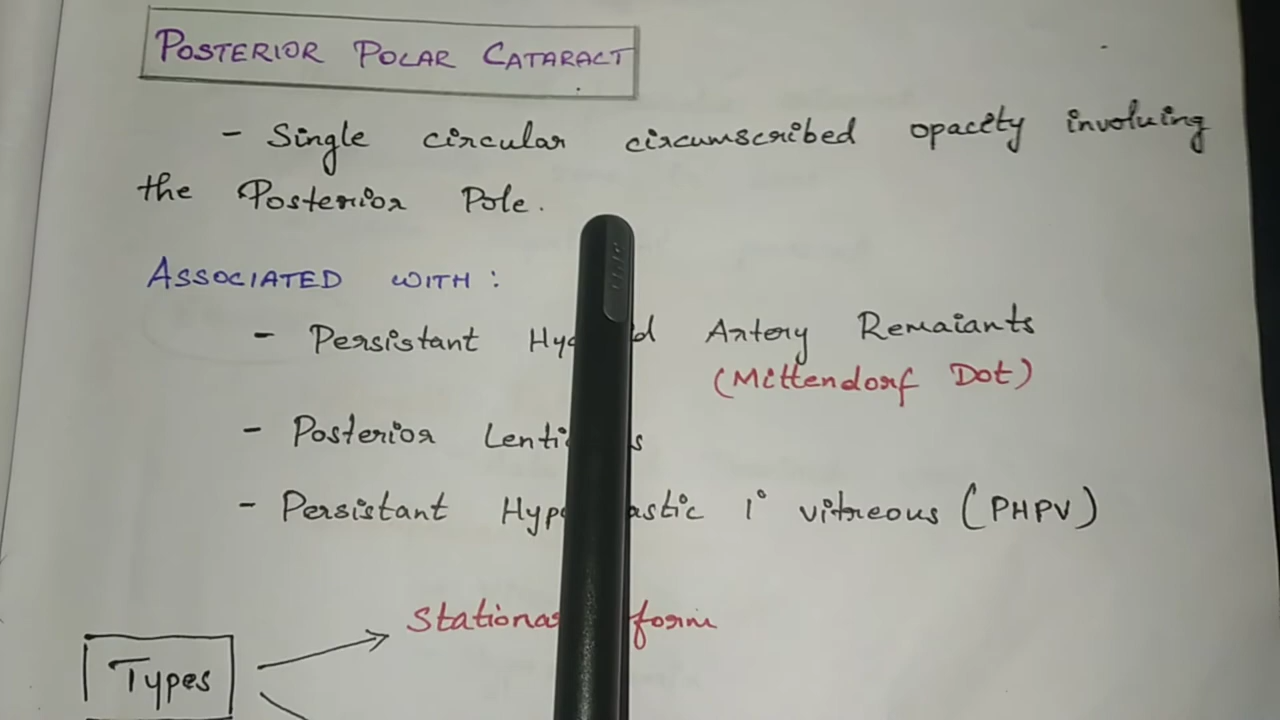 POSTERIOR POLAR CATARACT
- Single circular circumscribed opacity involving
the Posterior Pole.
ASSOCIATED WITH:
- Persistant Artery Remaiants
(Mittendorf Dot)
- Posterior
- Persistant 1° vitreous (PHPV)
form
Types